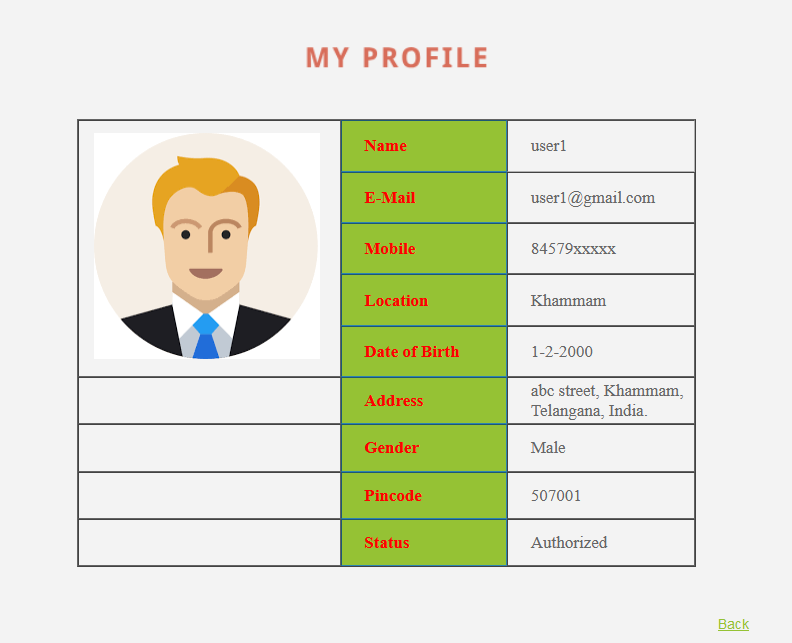 MY PROFILE
Name user1
E-Mail user1@gmail.com
Mobile 84579xxxxx
Location Khammam
Date of Birth 1-2-2000
Address abc street, Khammam,
Telangana, India.
Gender Male
Pincode 507001
Status Authorized
Back